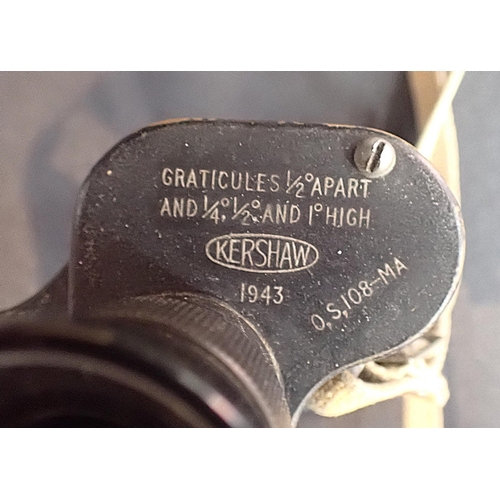 GRATICULES 1/2° APART
AND 1/4° 1/2° AND 1° HIGH
KERSHAW
1943
O.S.108-MA